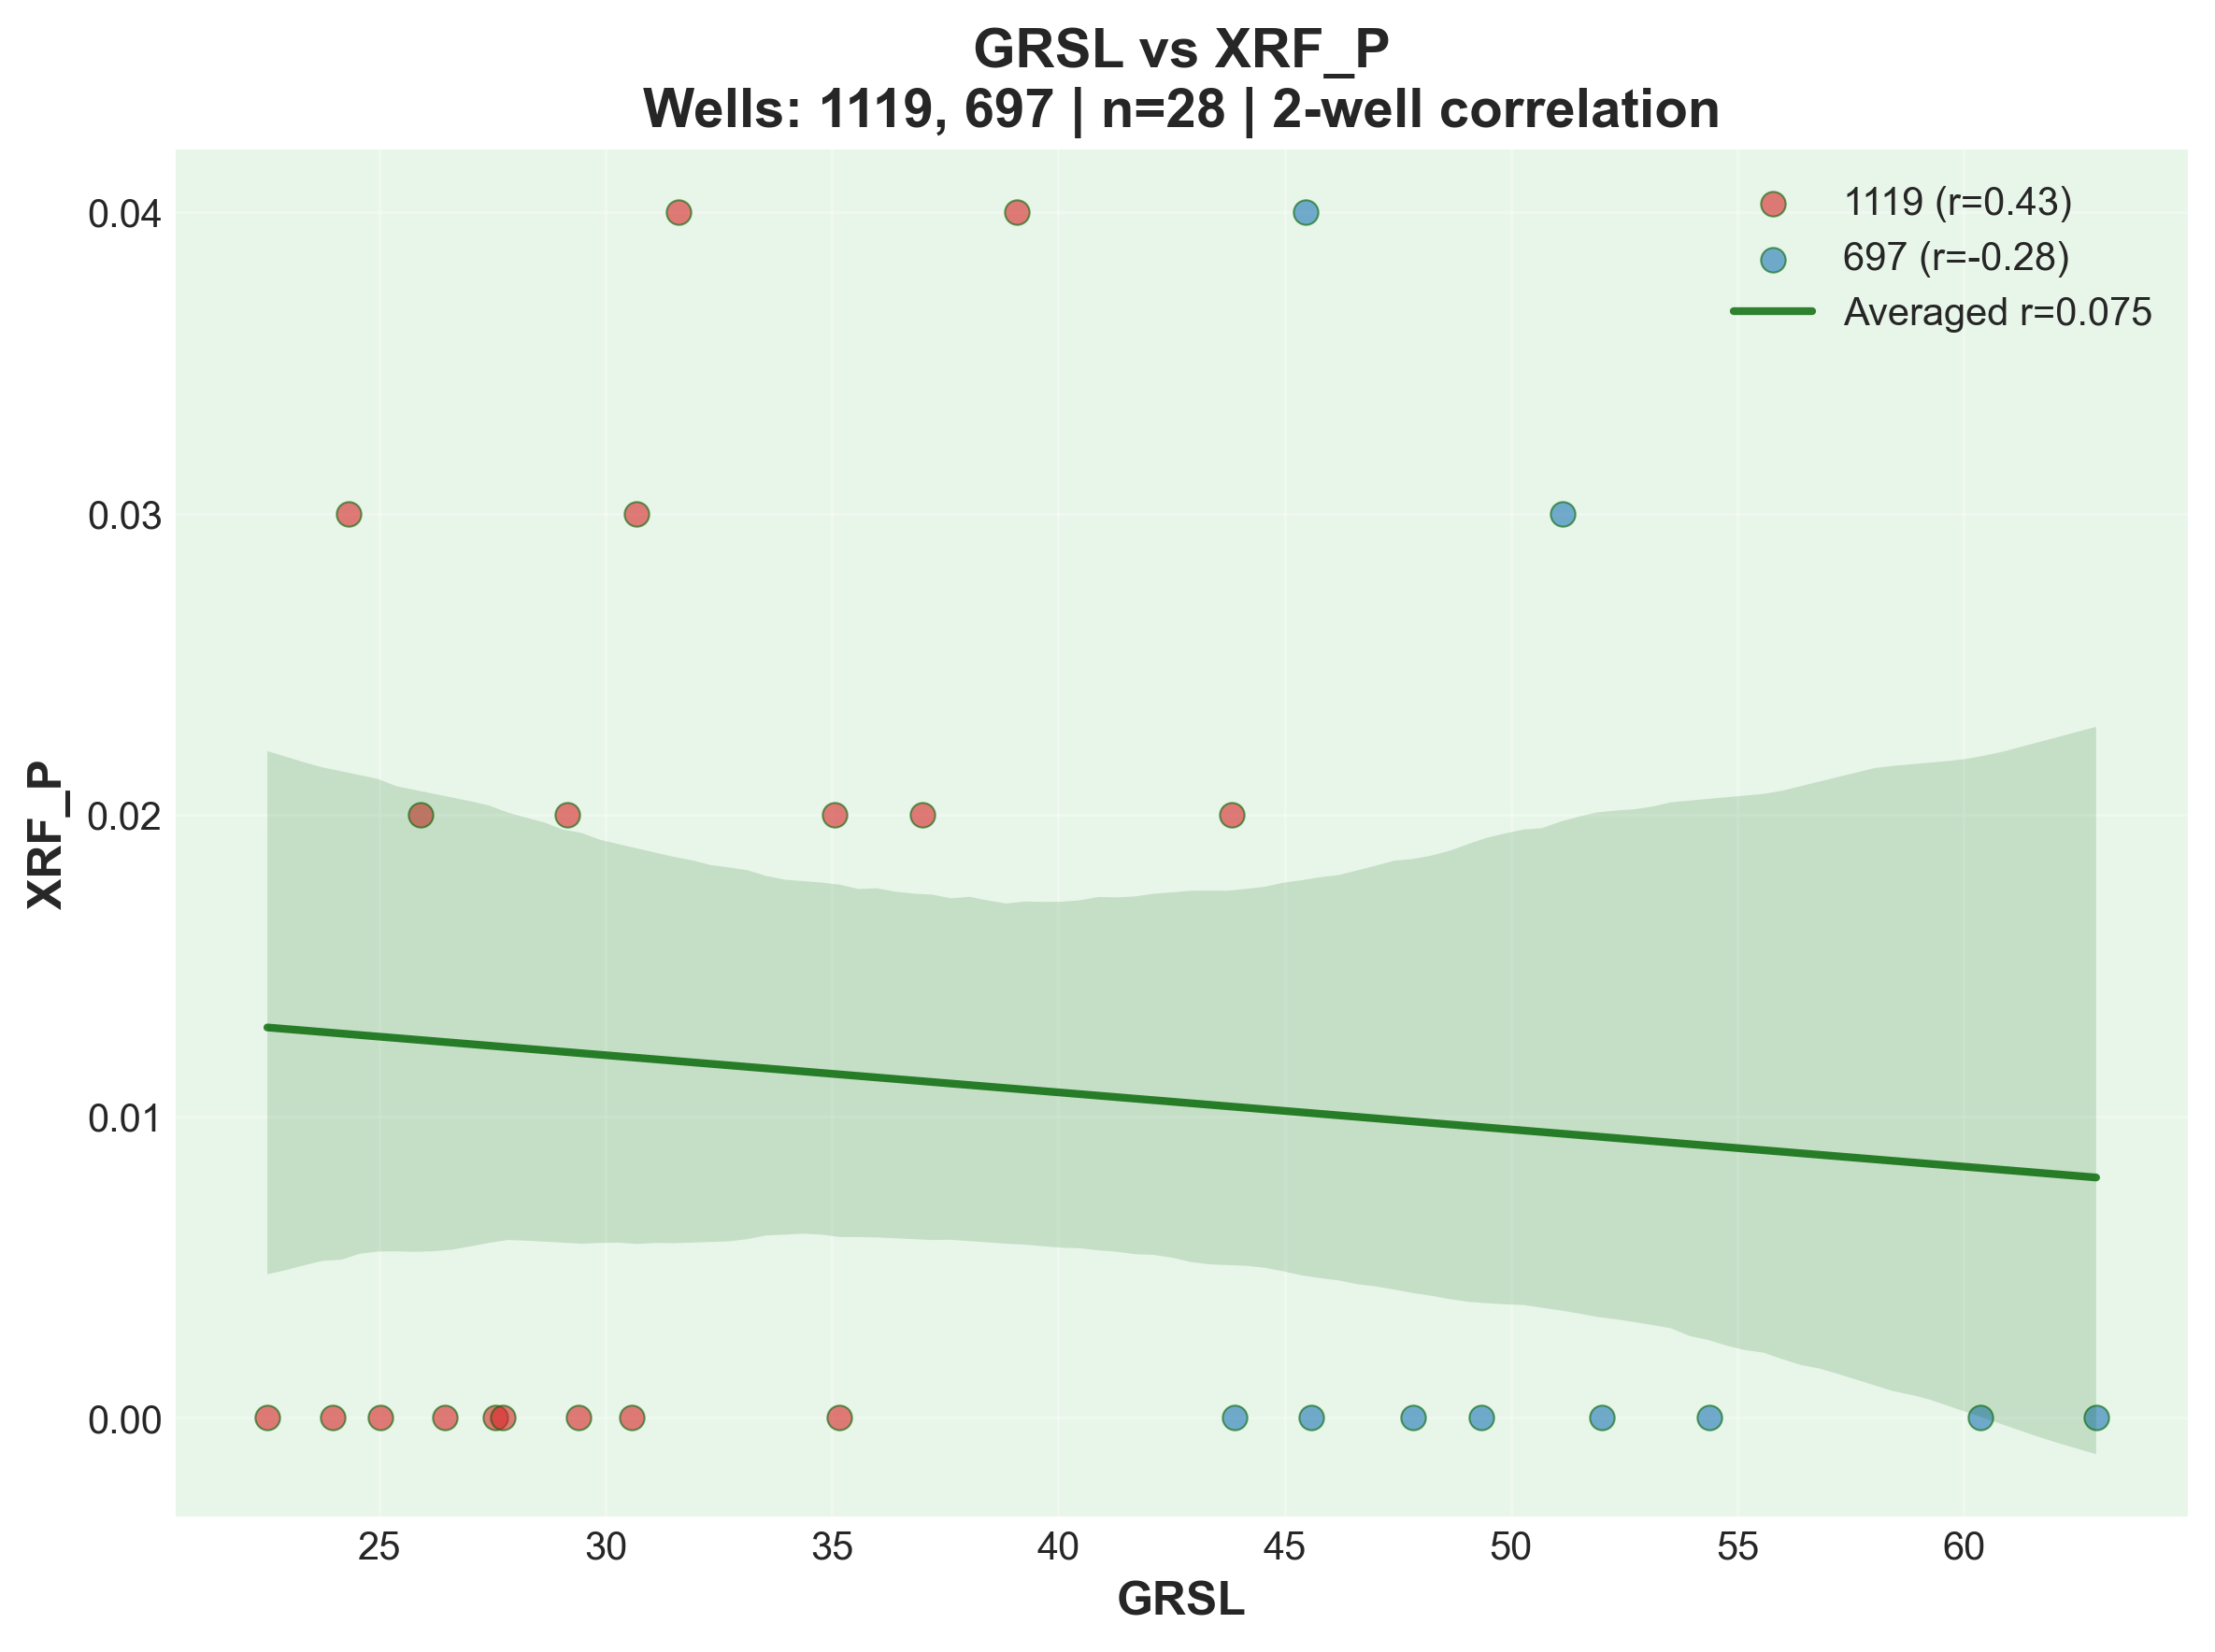 GRSL vs XRF_P
Wells: 1119, 697 | n=28 | 2-well correlation
1119 (r=0.43)
697 (r=-0.28)
Averaged r=0.075
XRF_P
0.04
0.03
0.02
0.01
0.00
25 30 35 40 45 50 55 60
GRSL